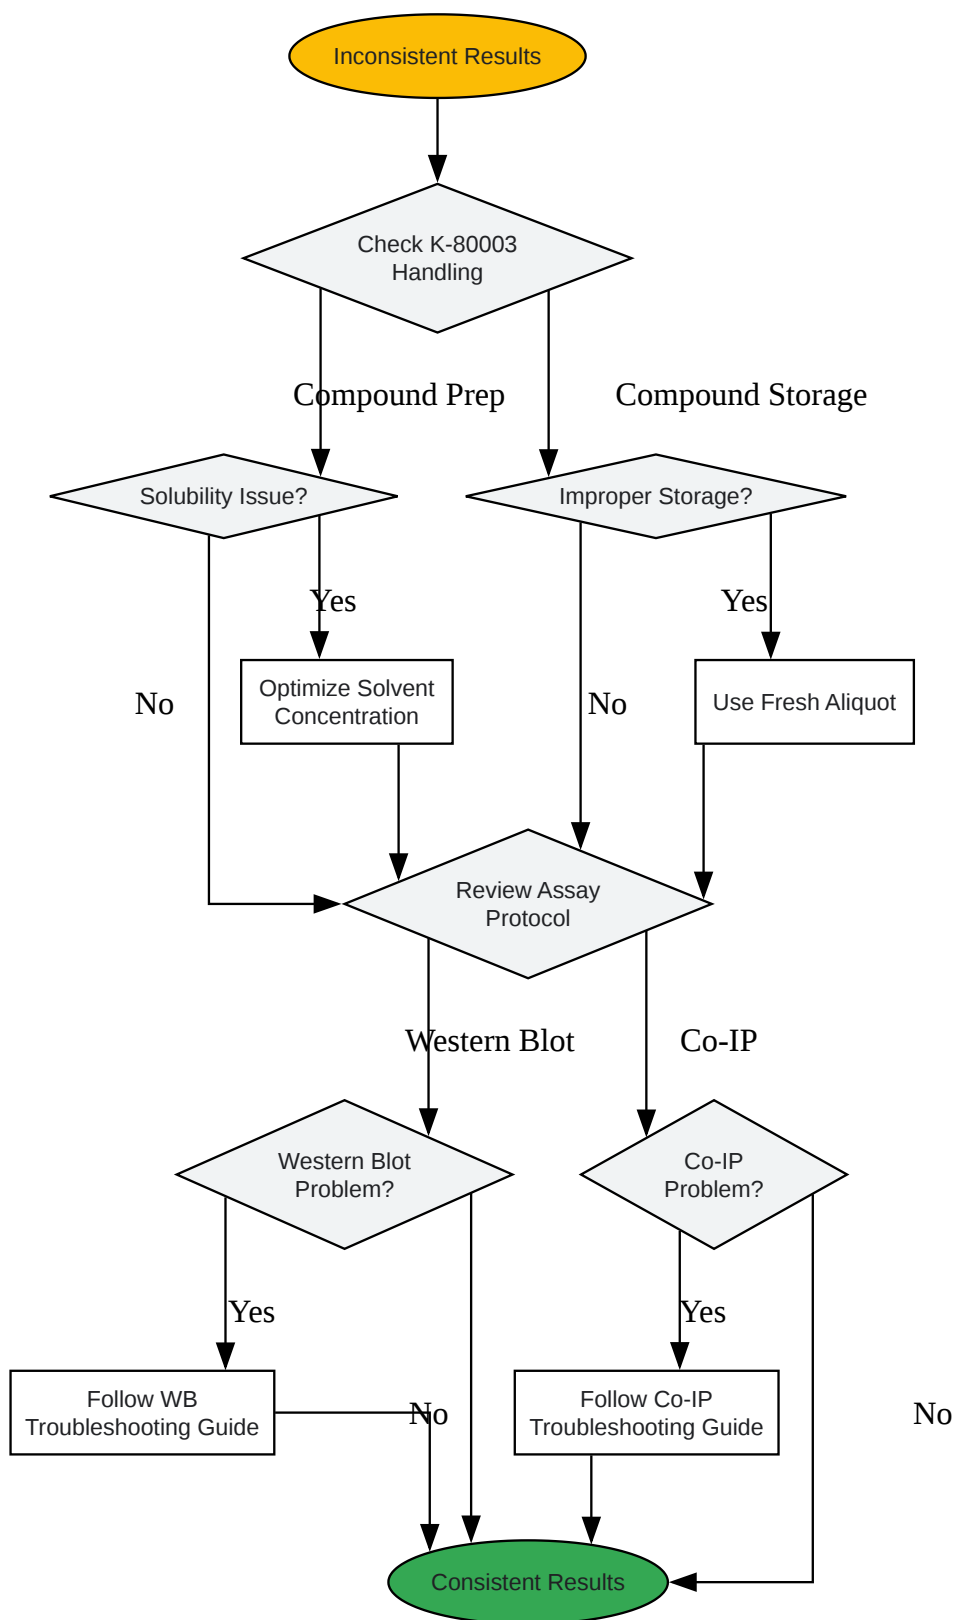 Inconsistent Results
Check K-80003
Handling
Compound Prep
Compound Storage
Solubility Issue?
Improper Storage?
Yes
Yes
Optimize Solvent
Concentration
No
No
Use Fresh Aliquot
Review Assay
Protocol
Western Blot
Co-IP
Western Blot
Problem?
Co-IP
Problem?
Yes
Yes
Follow WB
Troubleshooting Guide
No
Follow Co-IP
Troubleshooting Guide
No
Consistent Results